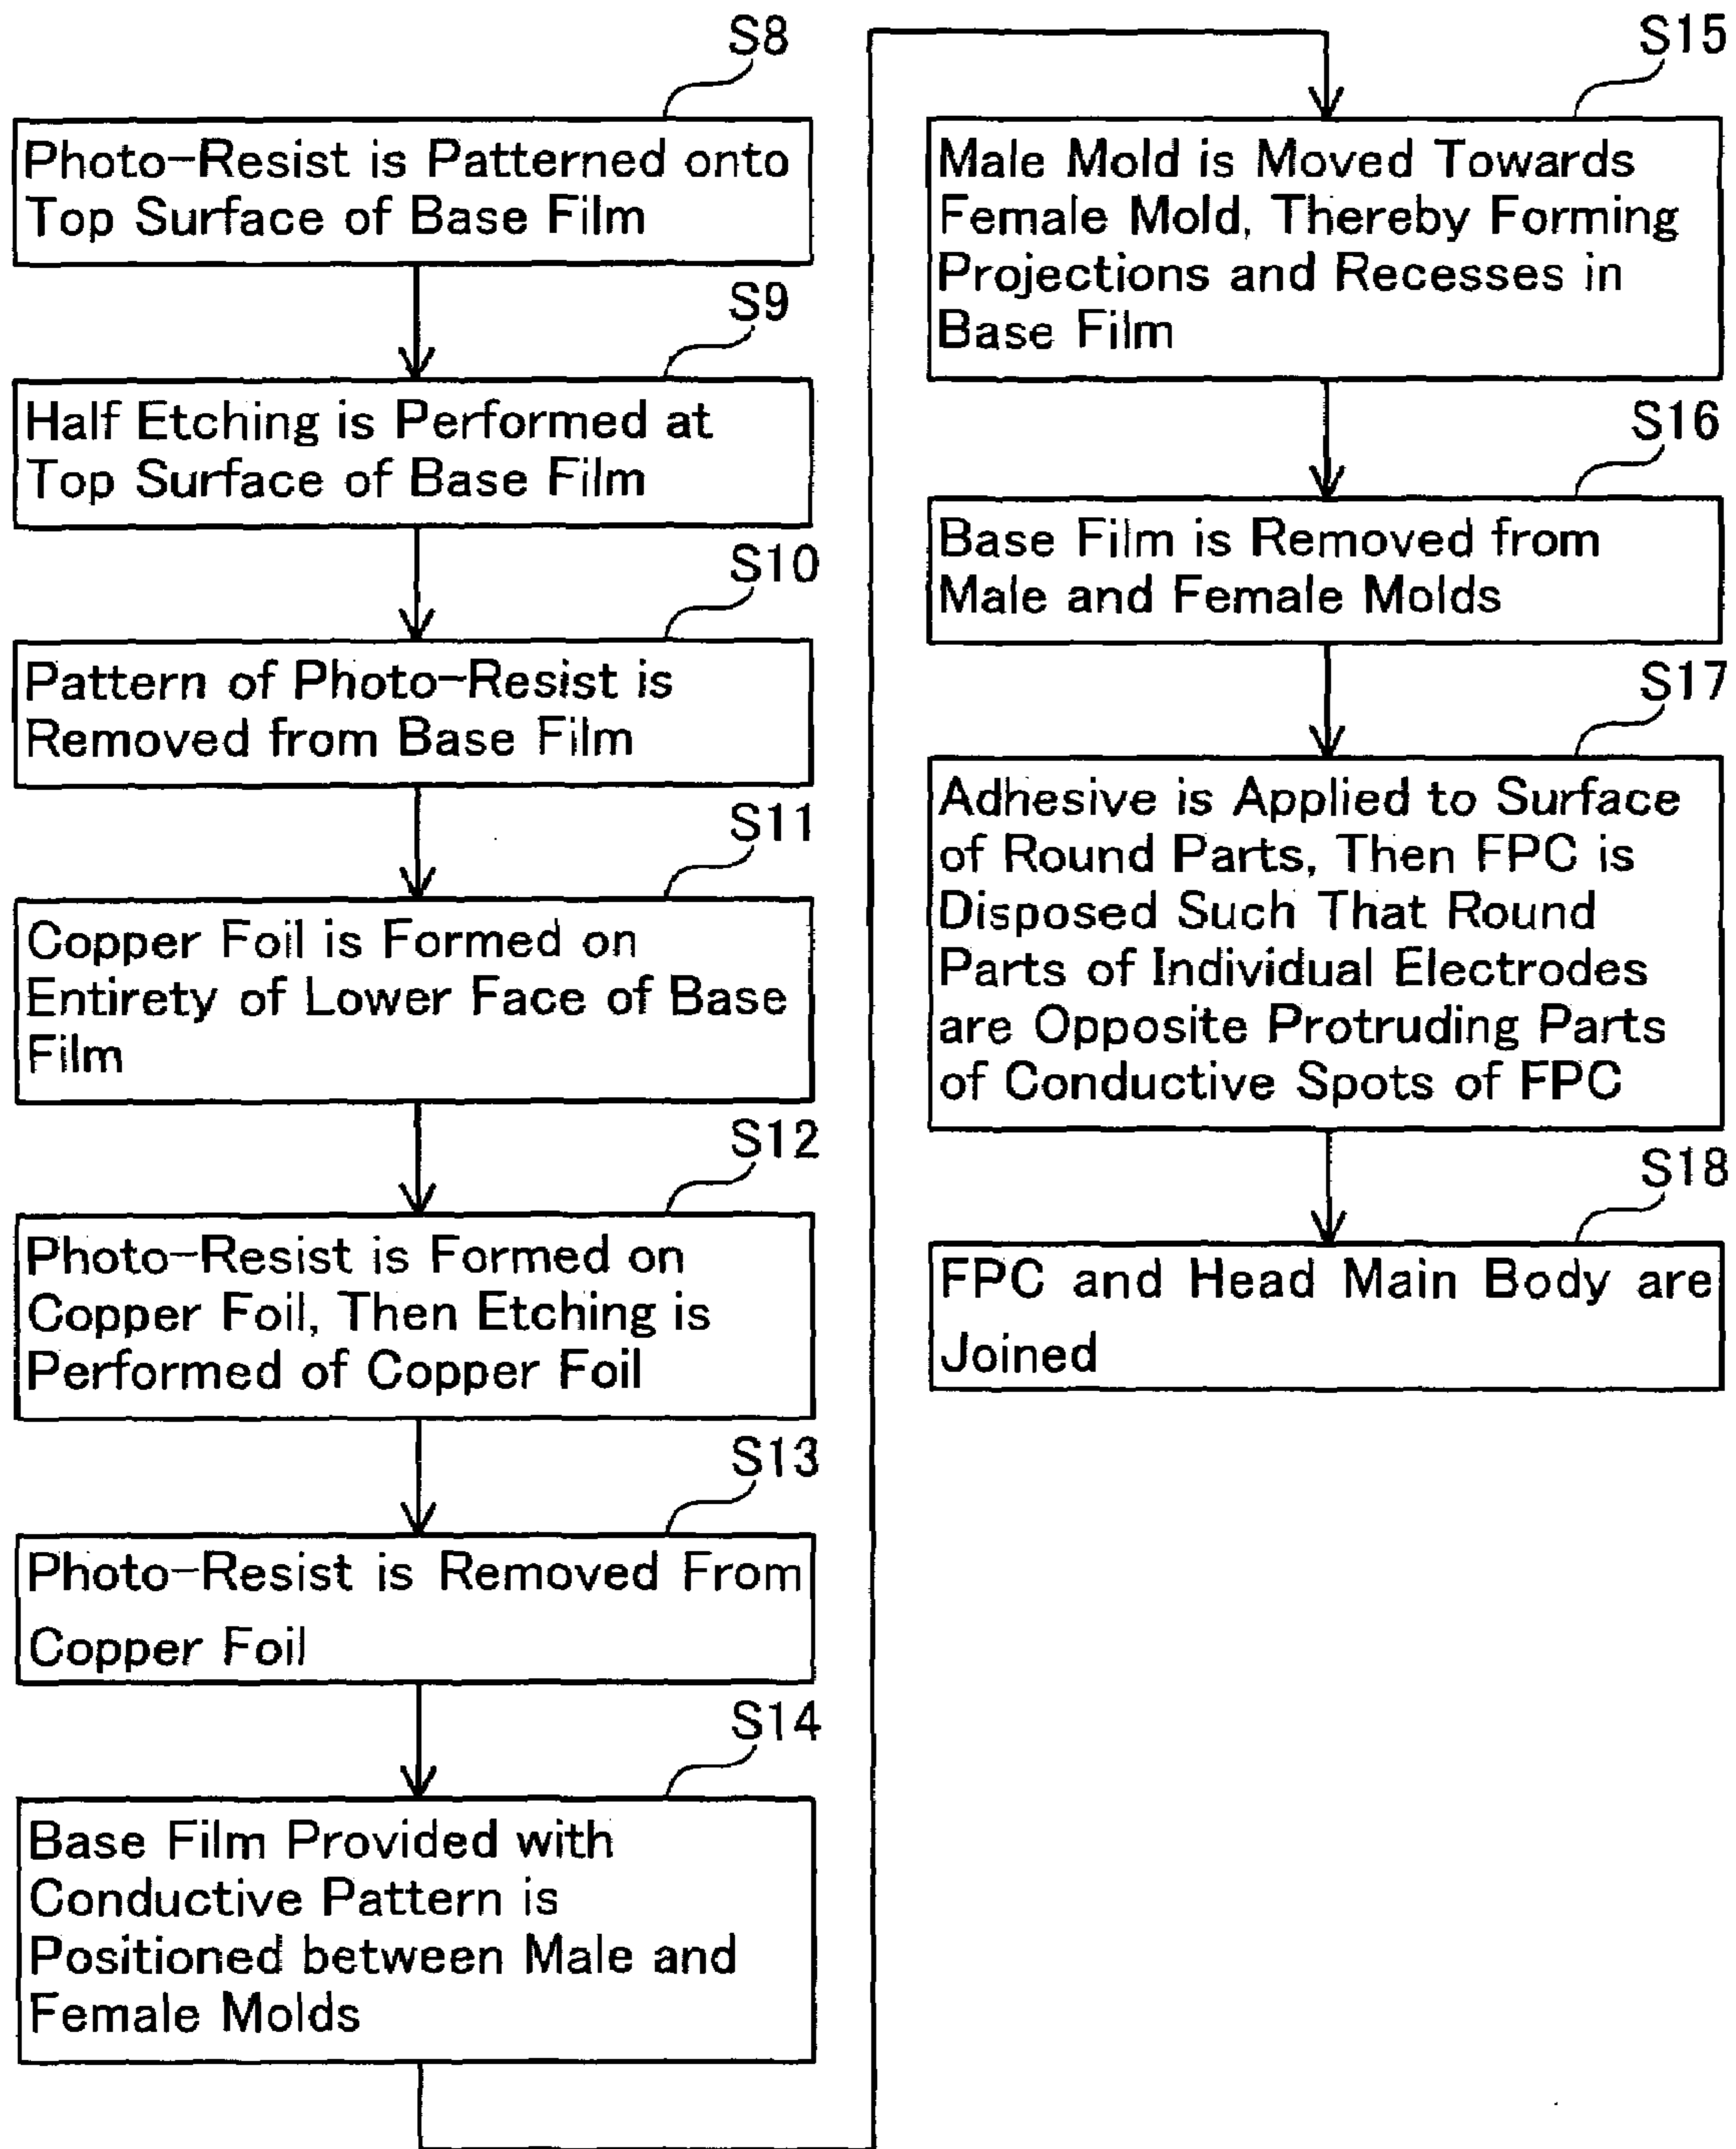 S8
Photo-Resist is Patterned onto
Top Surface of Base Film
S9
Half Etching is Performed at
Top Surface of Base Film
S10
Pattern of Photo-Resist is
Removed from Base Film
S11
Copper Foil is Formed on
Entirety of Lower Face of Base
Film
S12
Photo-Resist is Formed on
Copper Foil, Then Etching is
Performed of Copper Foil
S13
Photo-Resist is Removed From
Copper Foil
S14
Base Film Provided with
Conductive Pattern is
Positioned between Male and
Female Molds
S15
Male Mold is Moved Towards
Female Mold, Thereby Forming
Projections and Recesses in
Base Film
S16
Base Film is Removed from
Male and Female Molds
S17
Adhesive is Applied to Surface
of Round Parts, Then FPC is
Disposed Such That Round
Parts of Individual Electrodes
are Opposite Protruding Parts
of Conductive Spots of FPC
S18
FPC and Head Main Body are
Joined